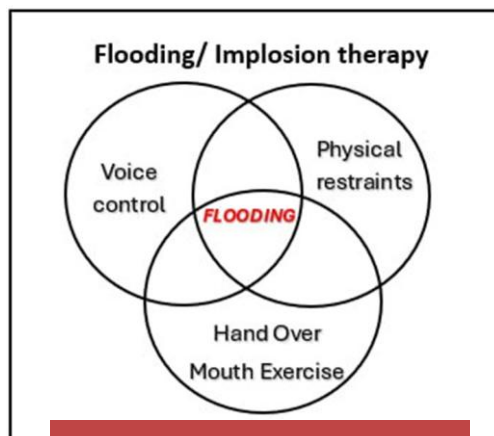 Flooding/ Implosion therapy
Voice
control
Physical
restraints
FLOODING
Hand Over
Mouth Exercise